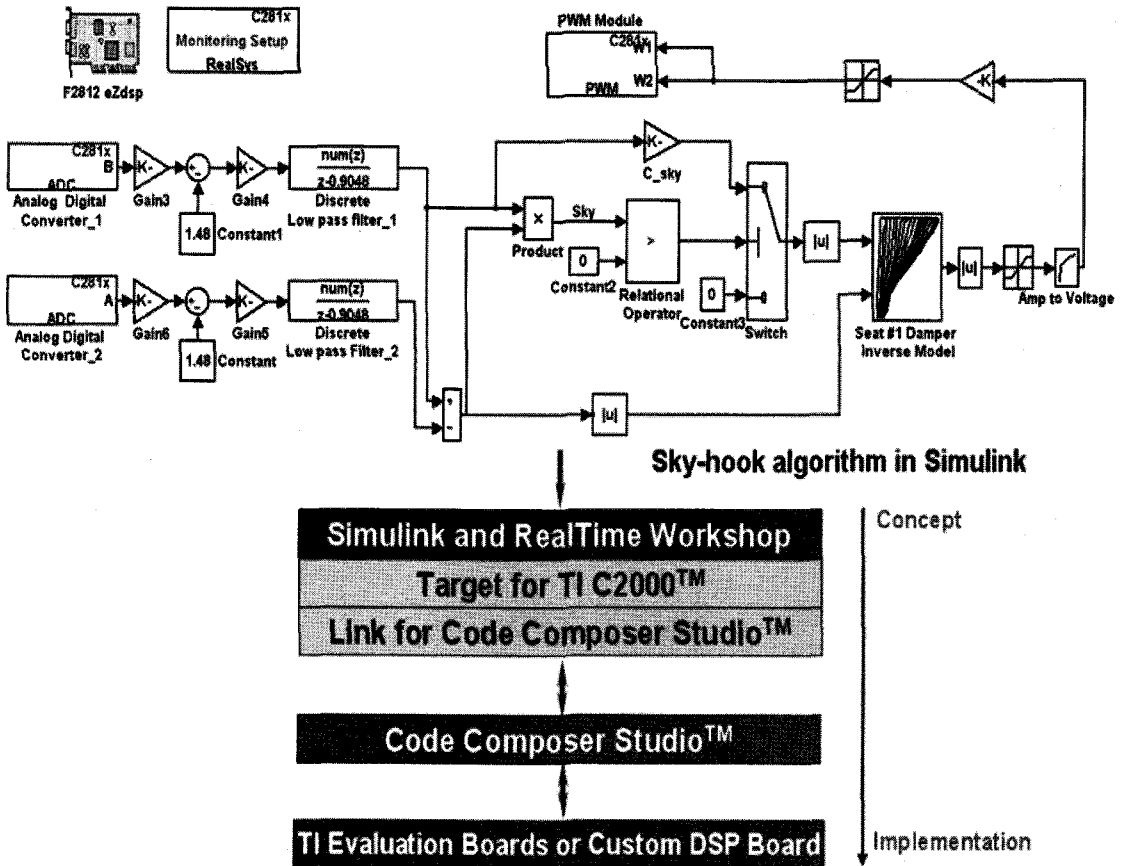 C281x
Monitoring Setup
RealSys
F2812 eZdsp
PWM Module
C281x
W1
W2
PWM
-K
C281x
B
ADC
Analog Digital
Converter_1
K-
Gain3
+
-
1.48
Constant1
K-
Gain4
num(z)
z-0.9048
Discrete
Low pass filter_1
K-
C_sky
×
Product
Sky
0
Constant2
>
Relational
Operator
0
Constant3
Switch
|u|
Seat #1 Damper
Inverse Model
|u|
Amp to Voltage
C281x
A
ADC
Analog Digital
Converter_2
K-
Gain6
+
-
1.48
Constant
K-
Gain5
num(z)
z-0.9048
Discrete
Low pass Filter_2
+
-
|u|
Sky-hook algorithm in Simulink
Simulink and RealTime Workshop
Target for TI C2000™
Link for Code Composer Studio™
Code Composer Studio™
TI Evaluation Boards or Custom DSP Board
Concept
Implementation